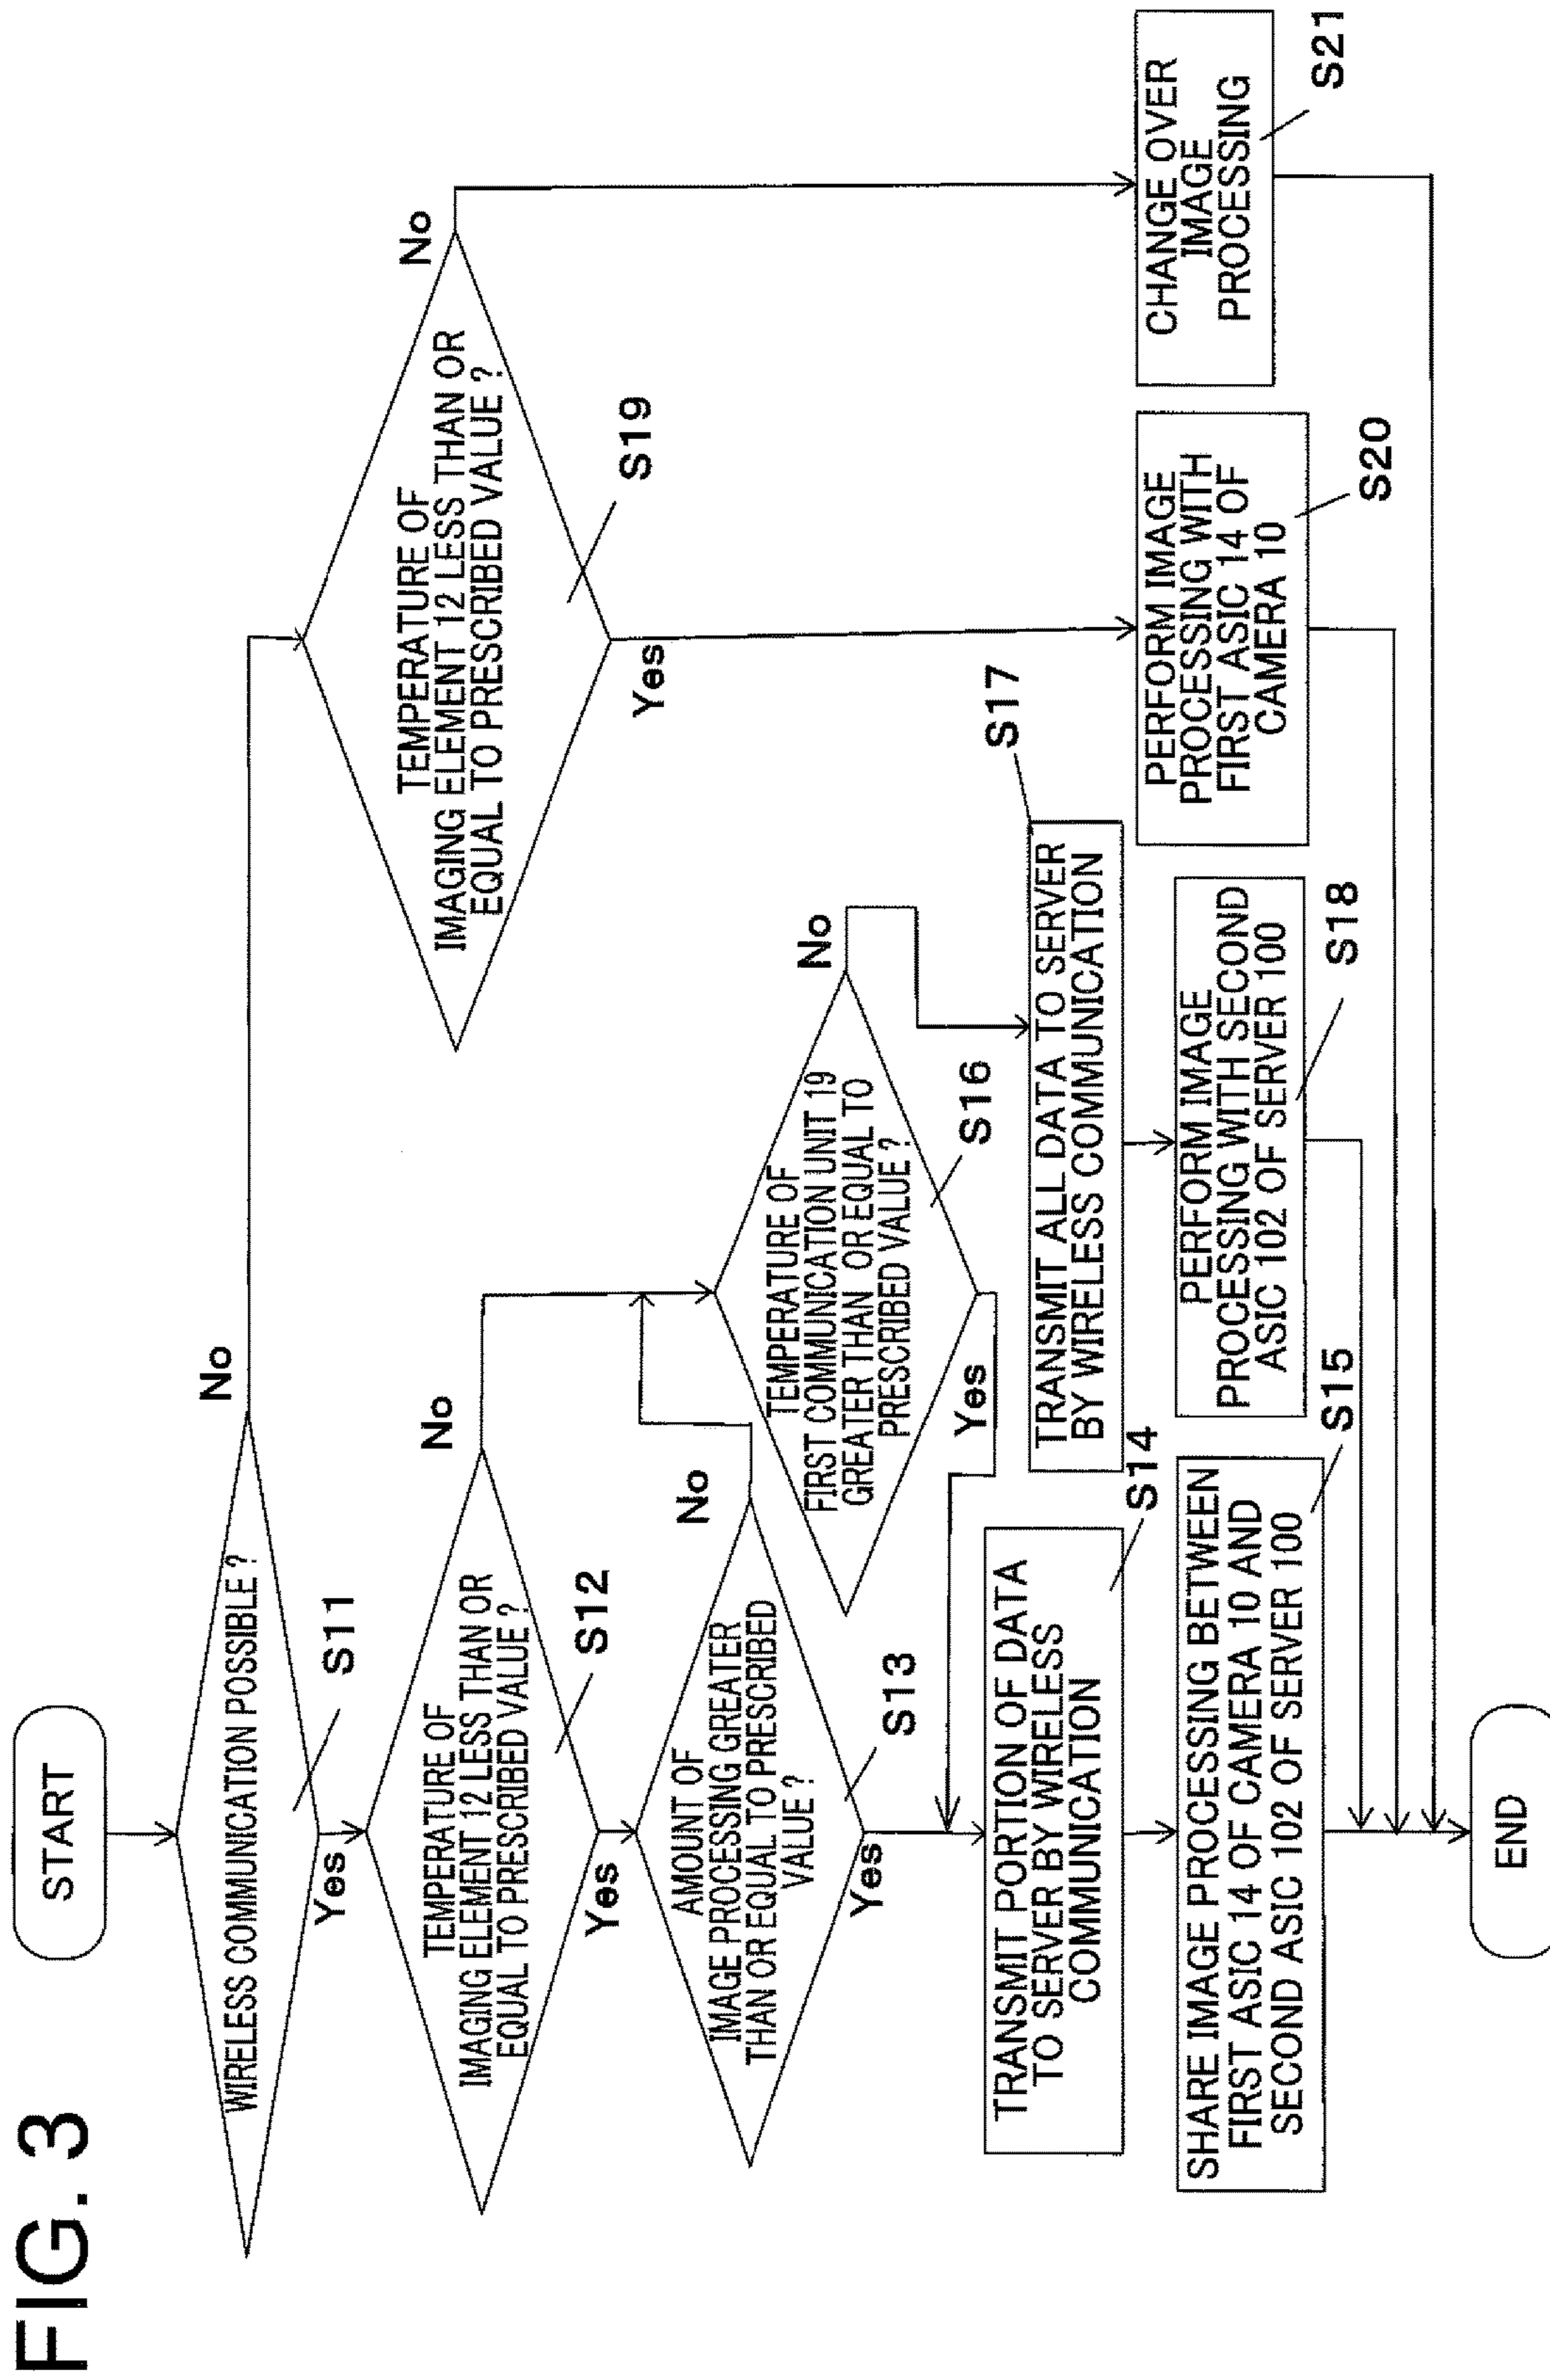 FIG. 3
START
WIRELESS COMMUNICATION POSSIBLE ?
S11
No
Yes
TEMPERATURE OF
IMAGING ELEMENT 12 LESS THAN OR
EQUAL TO PRESCRIBED VALUE ?
S12
No
Yes
AMOUNT OF
IMAGE PROCESSING GREATER
THAN OR EQUAL TO PRESCRIBED
VALUE ?
S13
No
Yes
TRANSMIT PORTION OF DATA
TO SERVER BY WIRELESS
COMMUNICATION
S14
SHARE IMAGE PROCESSING BETWEEN
FIRST ASIC 14 OF CAMERA 10 AND
SECOND ASIC 102 OF SERVER 100
S15
TEMPERATURE OF
FIRST COMMUNICATION UNIT 19
GREATER THAN OR EQUAL TO
PRESCRIBED VALUE ?
S16
No
Yes
TRANSMIT ALL DATA TO SERVER
BY WIRELESS COMMUNICATION
S17
PERFORM IMAGE
PROCESSING WITH SECOND
ASIC 102 OF SERVER 100
S18
TEMPERATURE OF
IMAGING ELEMENT 12 LESS THAN OR
EQUAL TO PRESCRIBED VALUE ?
S19
No
Yes
PERFORM IMAGE
PROCESSING WITH
FIRST ASIC 14 OF
CAMERA 10
S20
CHANGE OVER
IMAGE
PROCESSING
S21
END